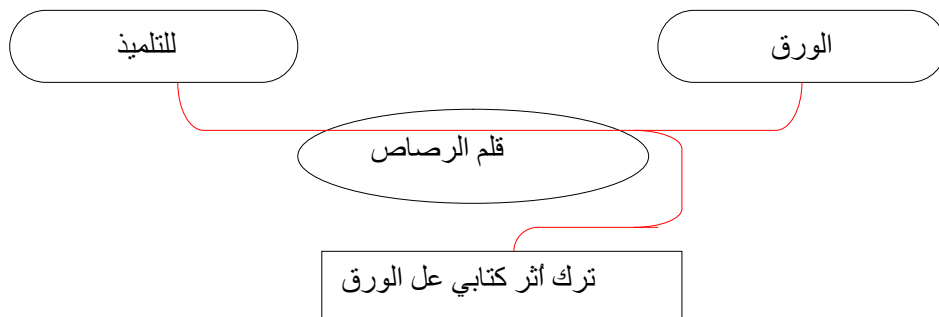 الورق
للتلميذ
قلم الرصاص
ترك أثر كتابي عل الورق